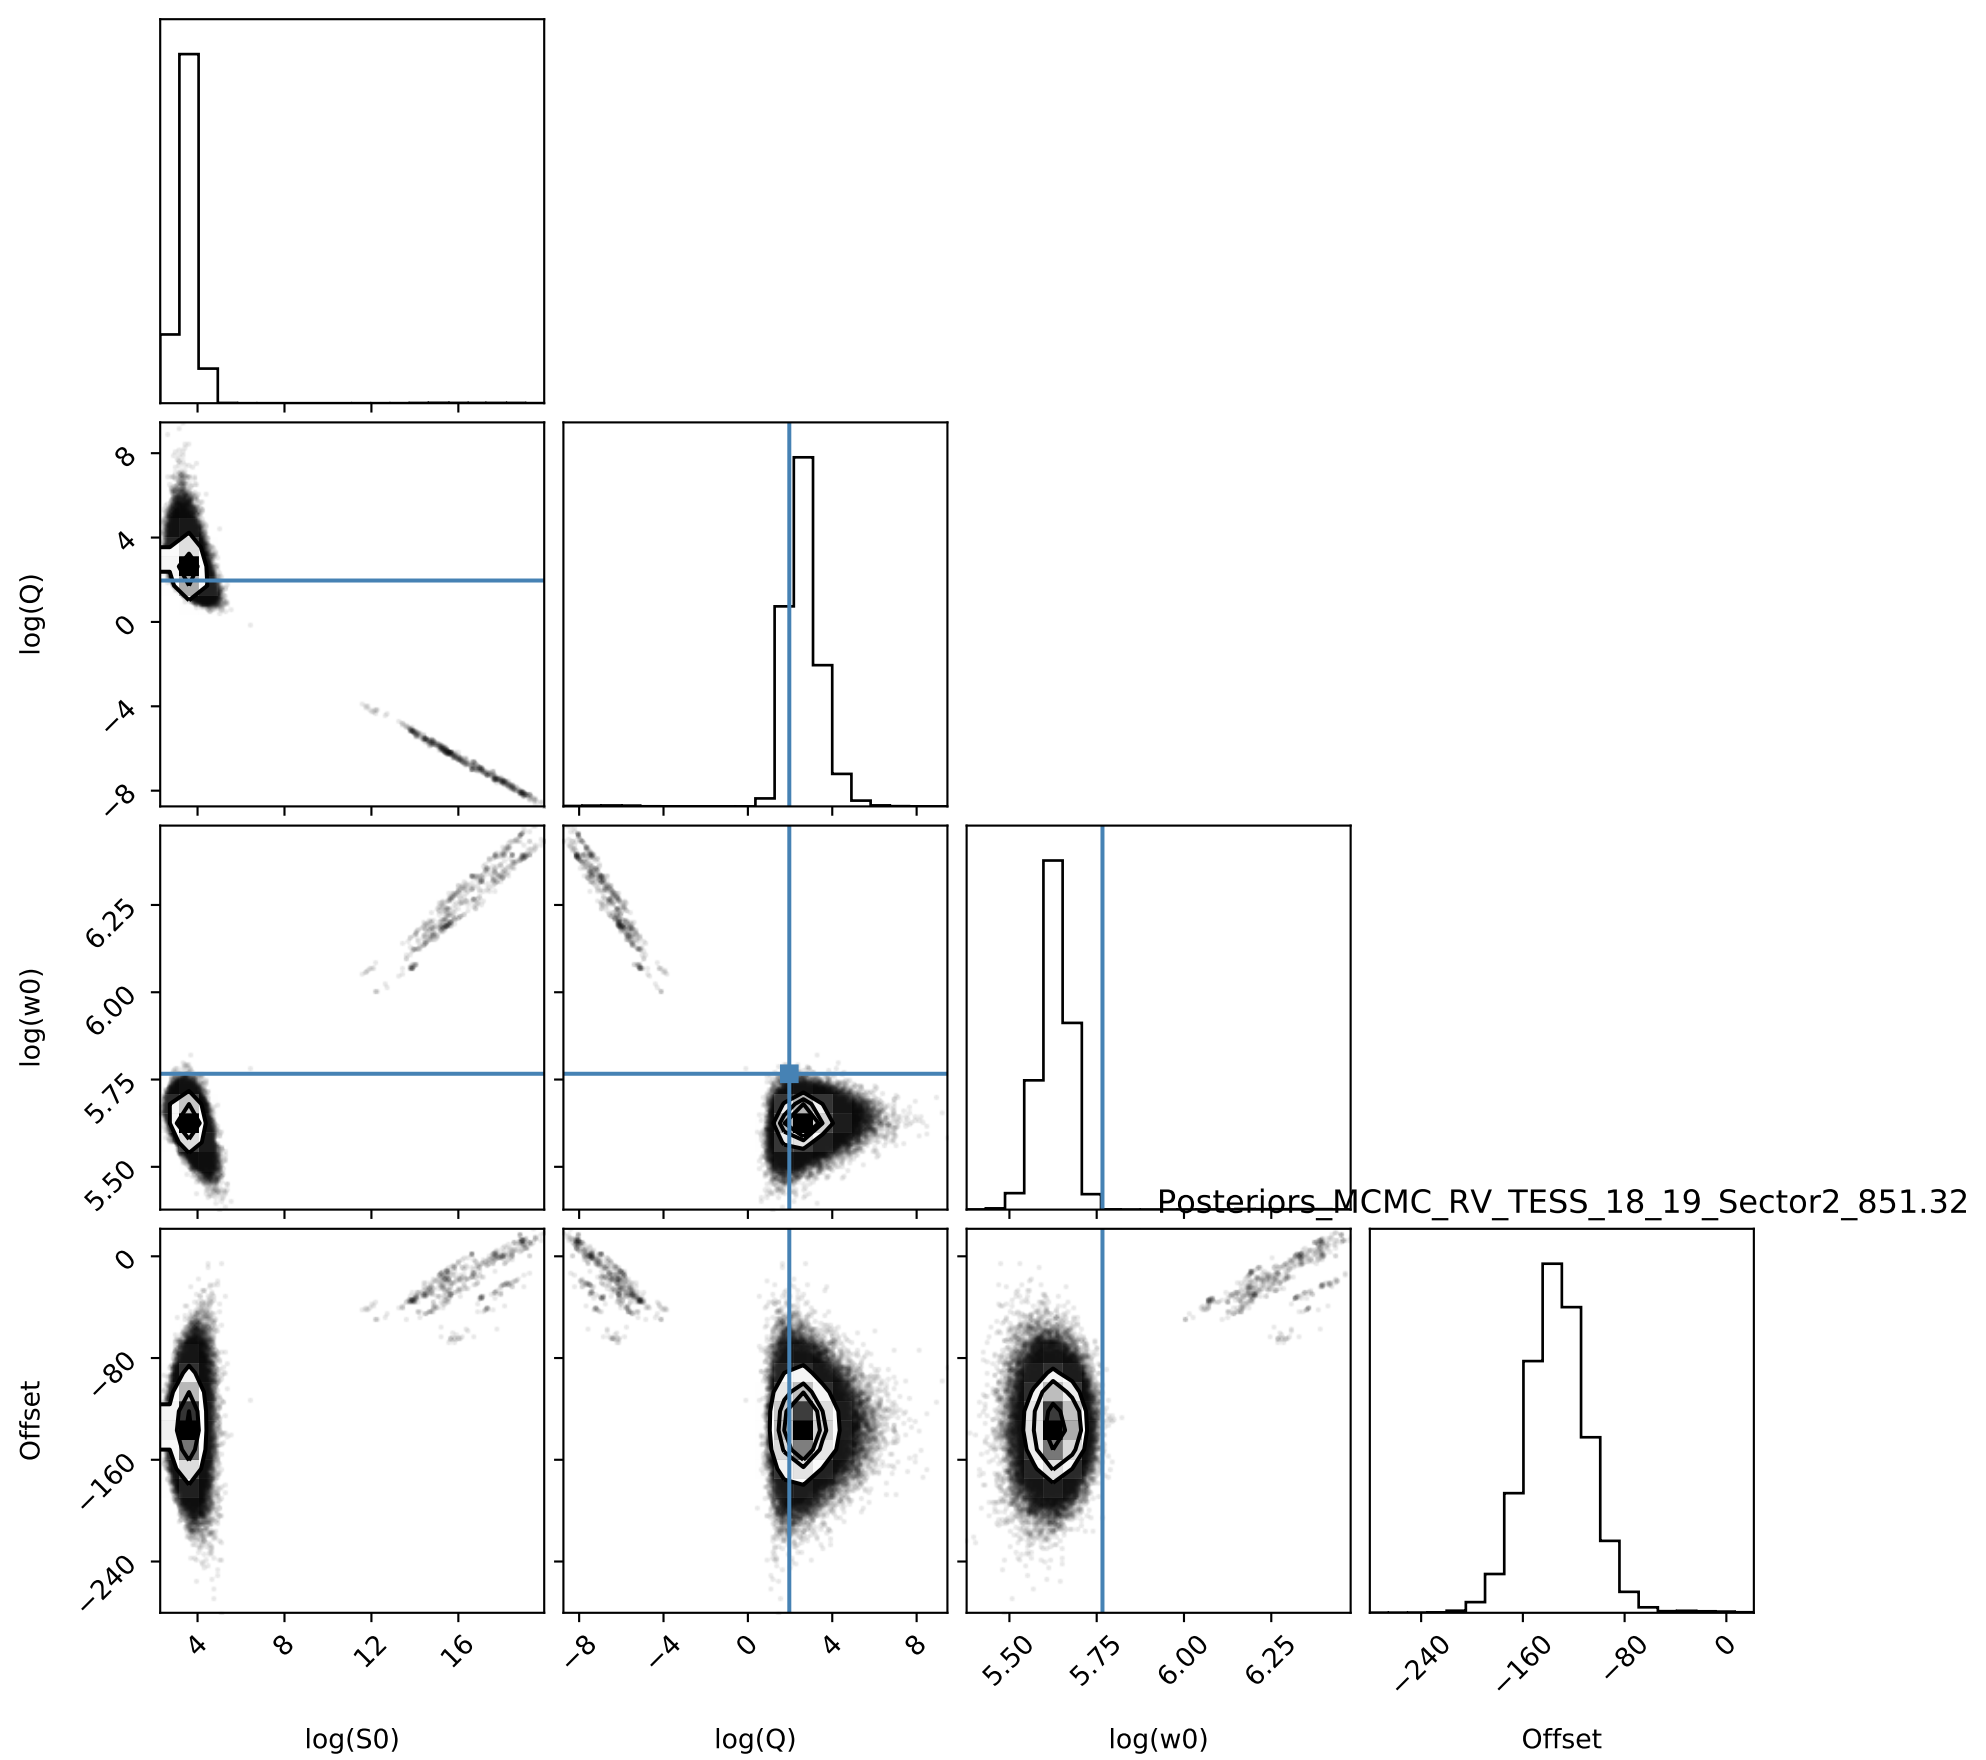 8
4
0
−4
−8
log(Q)
6.25
6.00
5.75
5.50
log(w0)
Posteriors_MCMC_RV_TESS_18_19_Sector2_851.32
0
−80
−160
−240
Offset
4 8 12 16
−8 −4 0 4 8
5.50 5.75 6.00 6.25
−240 −160 −80 0
log(S0) log(Q) log(w0) Offset